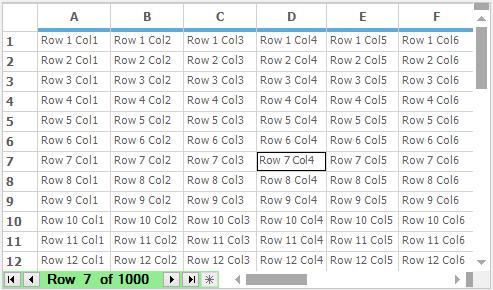 A B C D E F
1 Row 1 Col1 Row 1 Col2 Row 1 Col3 Row 1 Col4 Row 1 Col5 Row 1 Col6
2 Row 2 Col1 Row 2 Col2 Row 2 Col3 Row 2 Col4 Row 2 Col5 Row 2 Col6
3 Row 3 Col1 Row 3 Col2 Row 3 Col3 Row 3 Col4 Row 3 Col5 Row 3 Col6
4 Row 4 Col1 Row 4 Col2 Row 4 Col3 Row 4 Col4 Row 4 Col5 Row 4 Col6
5 Row 5 Col1 Row 5 Col2 Row 5 Col3 Row 5 Col4 Row 5 Col5 Row 5 Col6
6 Row 6 Col1 Row 6 Col2 Row 6 Col3 Row 6 Col4 Row 6 Col5 Row 6 Col6
7 Row 7 Col1 Row 7 Col2 Row 7 Col3 Row 7 Col4 Row 7 Col5 Row 7 Col6
8 Row 8 Col1 Row 8 Col2 Row 8 Col3 Row 8 Col4 Row 8 Col5 Row 8 Col6
9 Row 9 Col1 Row 9 Col2 Row 9 Col3 Row 9 Col4 Row 9 Col5 Row 9 Col6
10 Row 10 Col1 Row 10 Col2 Row 10 Col3 Row 10 Col4 Row 10 Col5 Row 10 Col6
11 Row 11 Col1 Row 11 Col2 Row 11 Col3 Row 11 Col4 Row 11 Col5 Row 11 Col6
12 Row 12 Col1 Row 12 Col2 Row 12 Col3 Row 12 Col4 Row 12 Col5 Row 12 Col6
Row 7 of 1000